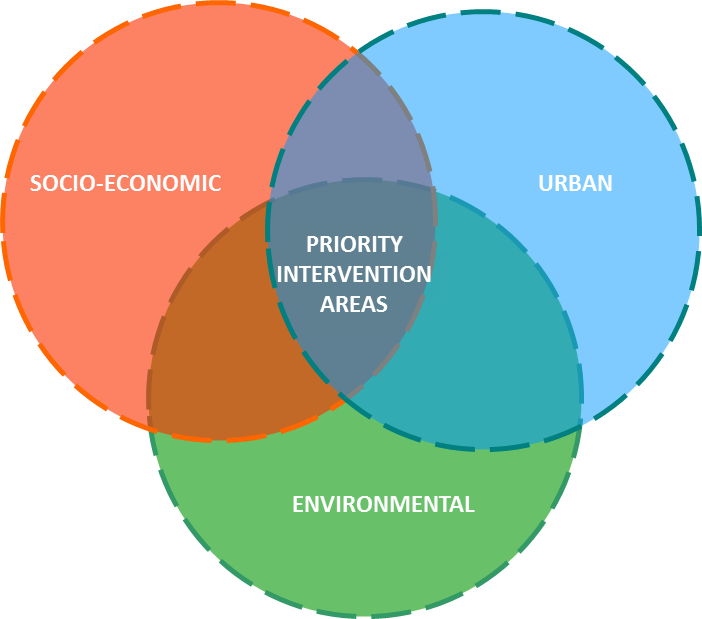 SOCIO-ECONOMIC
URBAN
PRIORITY
INTERVENTION
AREAS
ENVIRONMENTAL